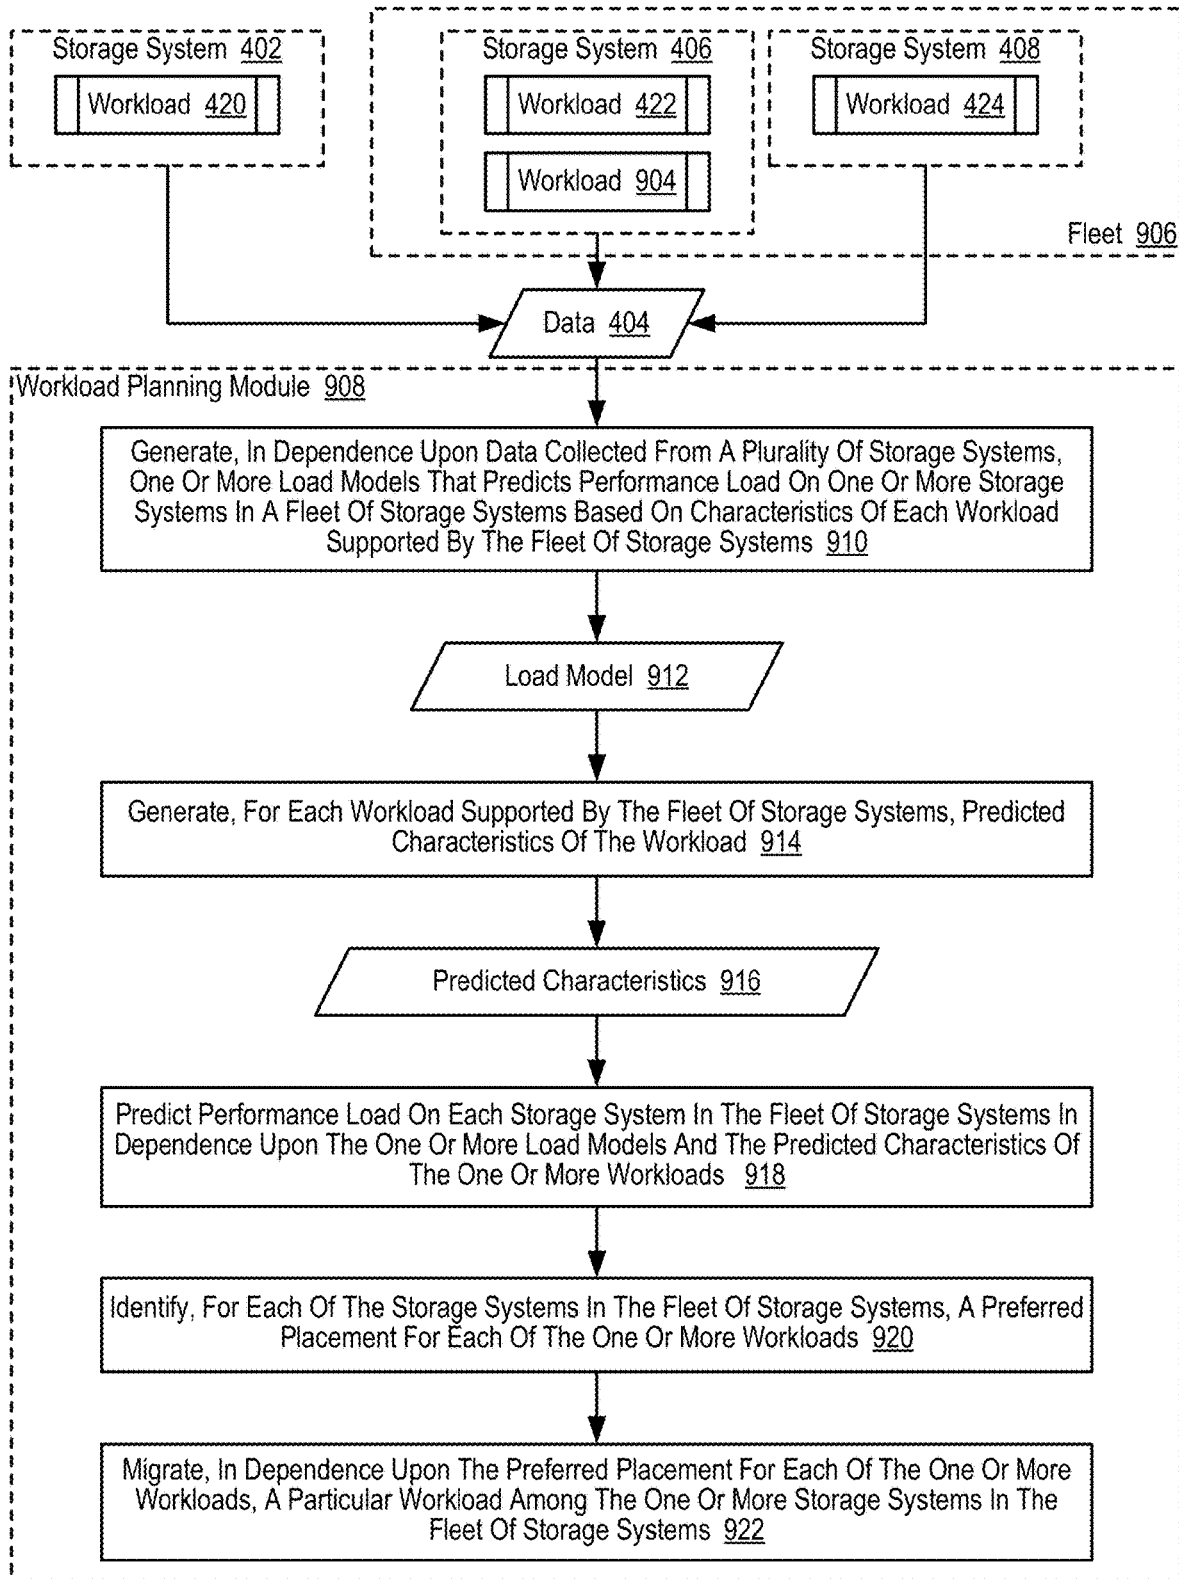 Storage System 402
Storage System 406
Storage System 408
Workload 420
Workload 422
Workload 424
Workload 904
Fleet 906
Data 404
Workload Planning Module 908
Generate, In Dependence Upon Data Collected From A Plurality Of Storage Systems,
One Or More Load Models That Predicts Performance Load On One Or More Storage
Systems In A Fleet Of Storage Systems Based On Characteristics Of Each Workload
Supported By The Fleet Of Storage Systems 910
Load Model 912
Generate, For Each Workload Supported By The Fleet Of Storage Systems, Predicted
Characteristics Of The Workload 914
Predicted Characteristics 916
Predict Performance Load On Each Storage System In The Fleet Of Storage Systems In
Dependence Upon The One Or More Load Models And The Predicted Characteristics Of
The One Or More Workloads 918
Identify, For Each Of The Storage Systems In The Fleet Of Storage Systems, A Preferred
Placement For Each Of The One Or More Workloads 920
Migrate, In Dependence Upon The Preferred Placement For Each Of The One Or More
Workloads, A Particular Workload Among The One Or More Storage Systems In The
Fleet Of Storage Systems 922